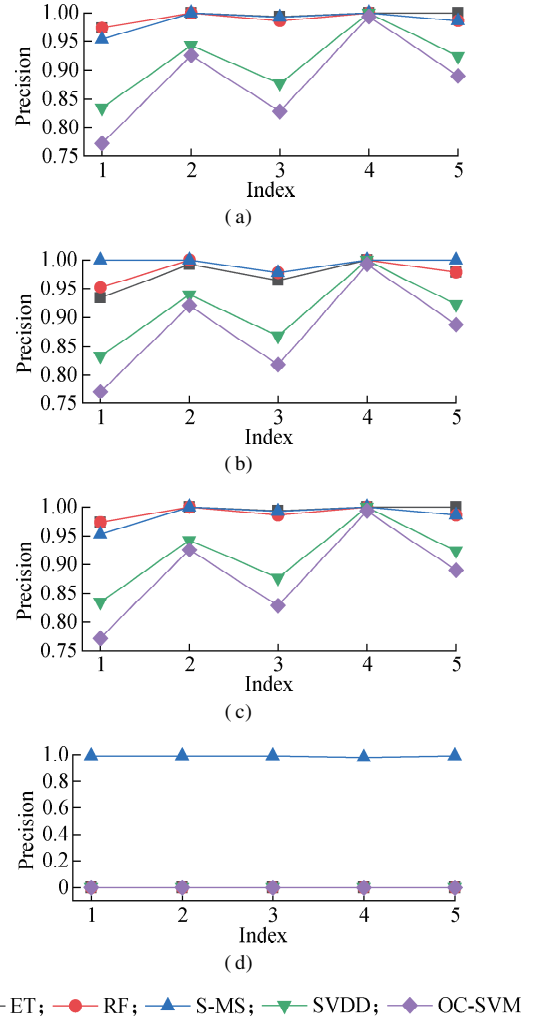 1.00
0.95
0.90
0.85
0.80
0.75
Precision
1 2 3 4 5
Index
(a)
1.00
0.95
0.90
0.85
0.80
0.75
Precision
1 2 3 4 5
Index
(b)
1.00
0.95
0.90
0.85
0.80
0.75
Precision
1 2 3 4 5
Index
(c)
1.0
0.8
0.6
0.4
0.2
0
Precision
1 2 3 4 5
Index
(d)
ET; RF; S-MS; SVDD; OC-SVM